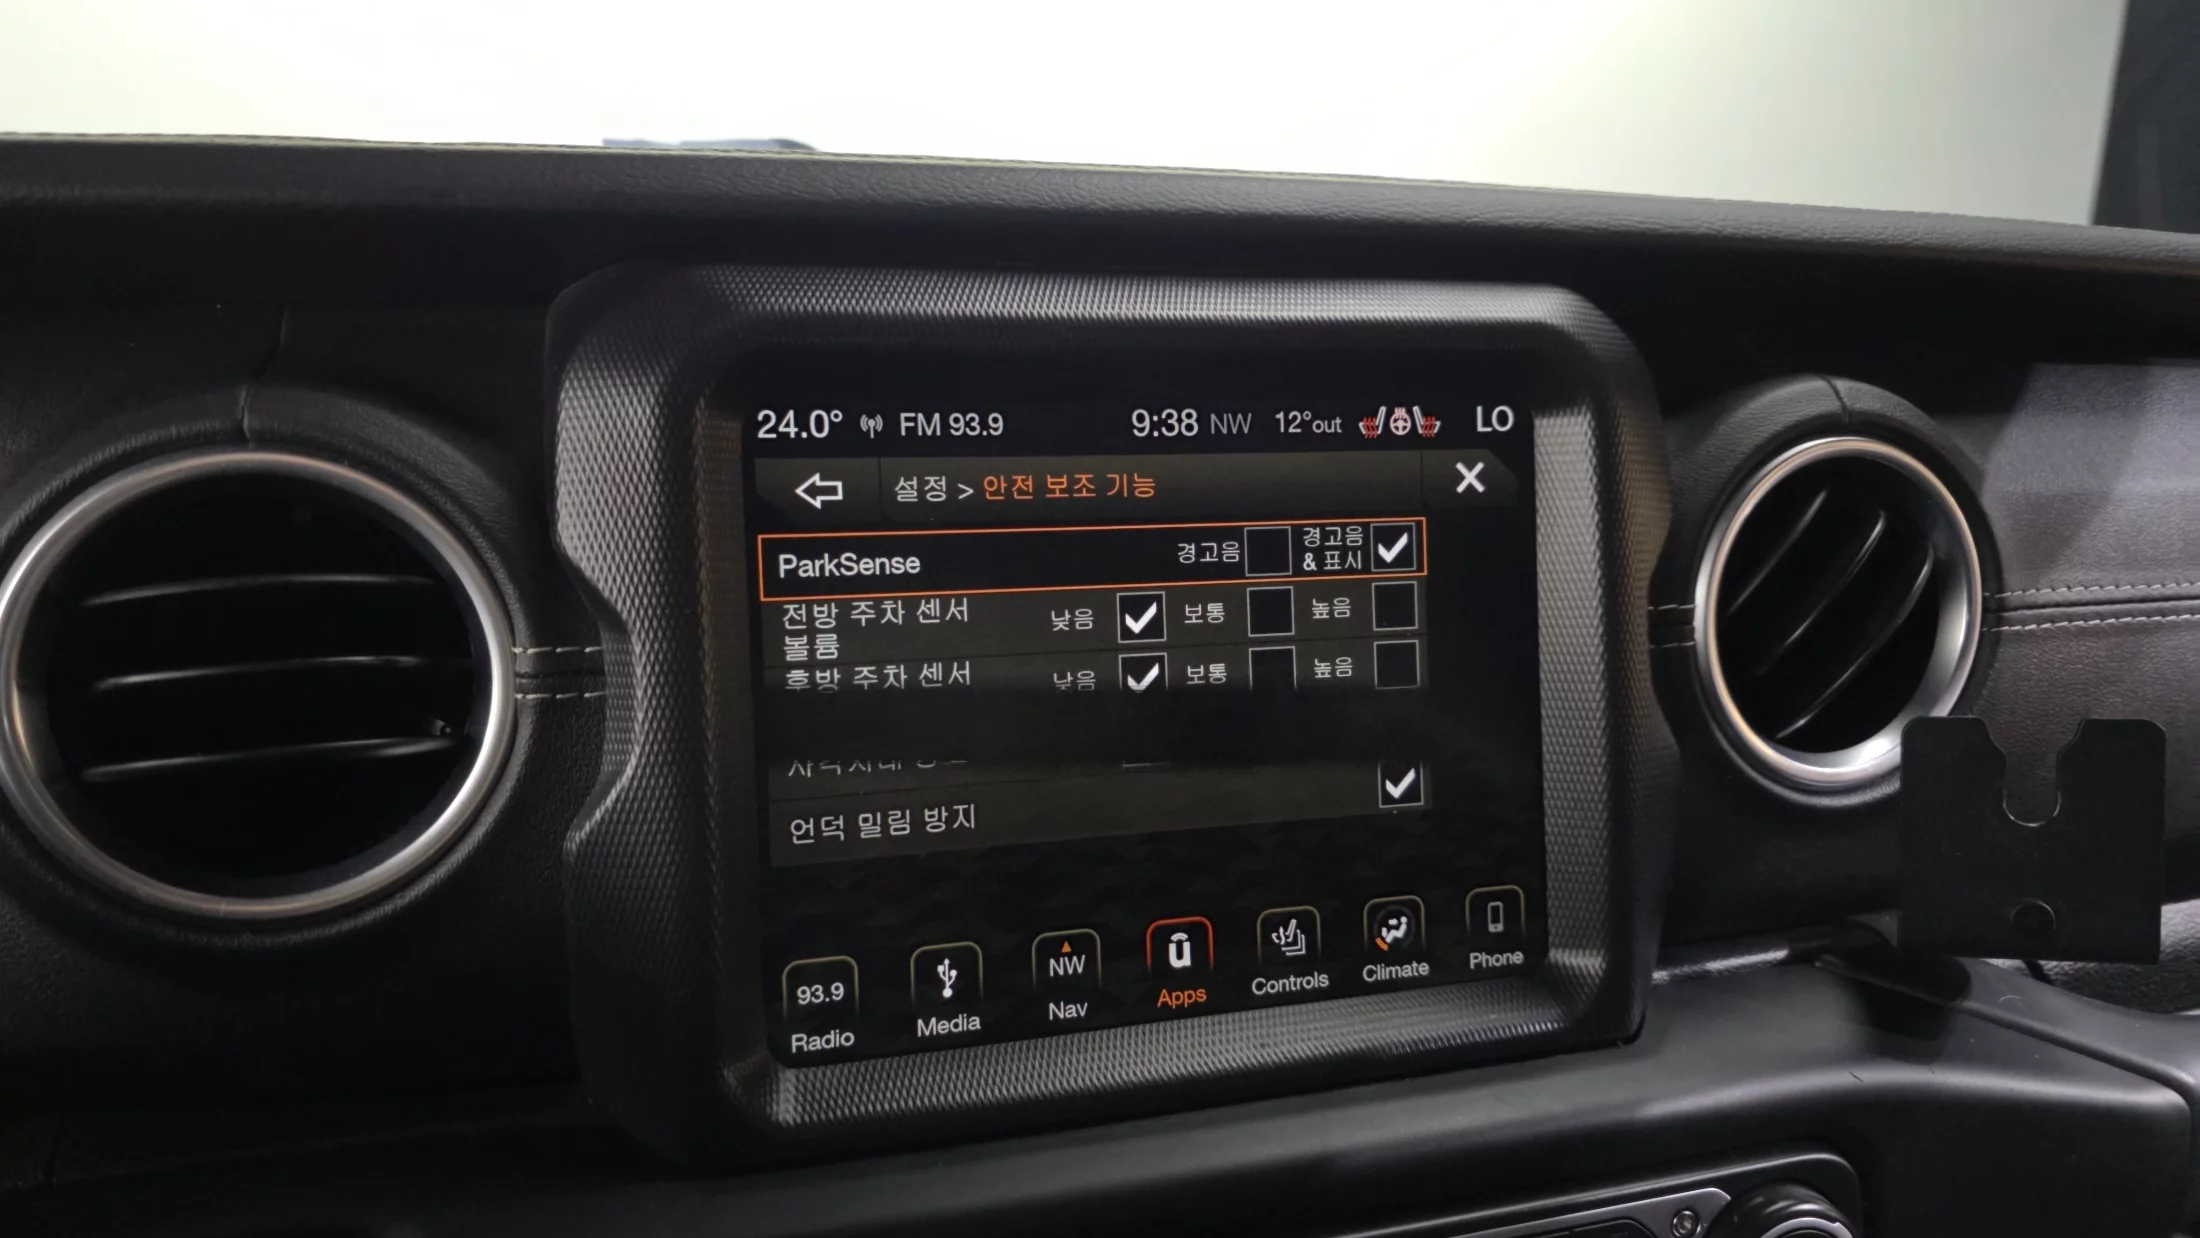 24.0° FM 93.9 9:38 NW 12°out LO
설정 > 안전 보조 기능
ParkSense 경고음 경고음 & 표시
전방 주차 센서 볼륨 낮음 보통 높음
후방 주차 센서 낮음 보통 높음
언덕 밀림 방지
93.9 NW
Radio Media Nav Apps Controls Climate Phone